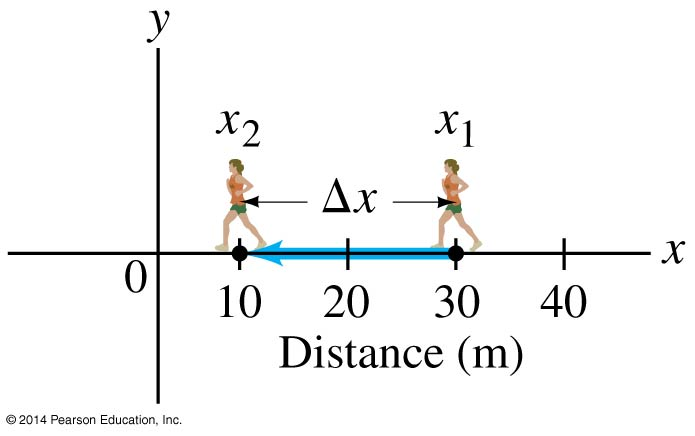 y
x₂ x₁
Δx
x
0
10 20 30 40
Distance (m)
© 2014 Pearson Education, Inc.